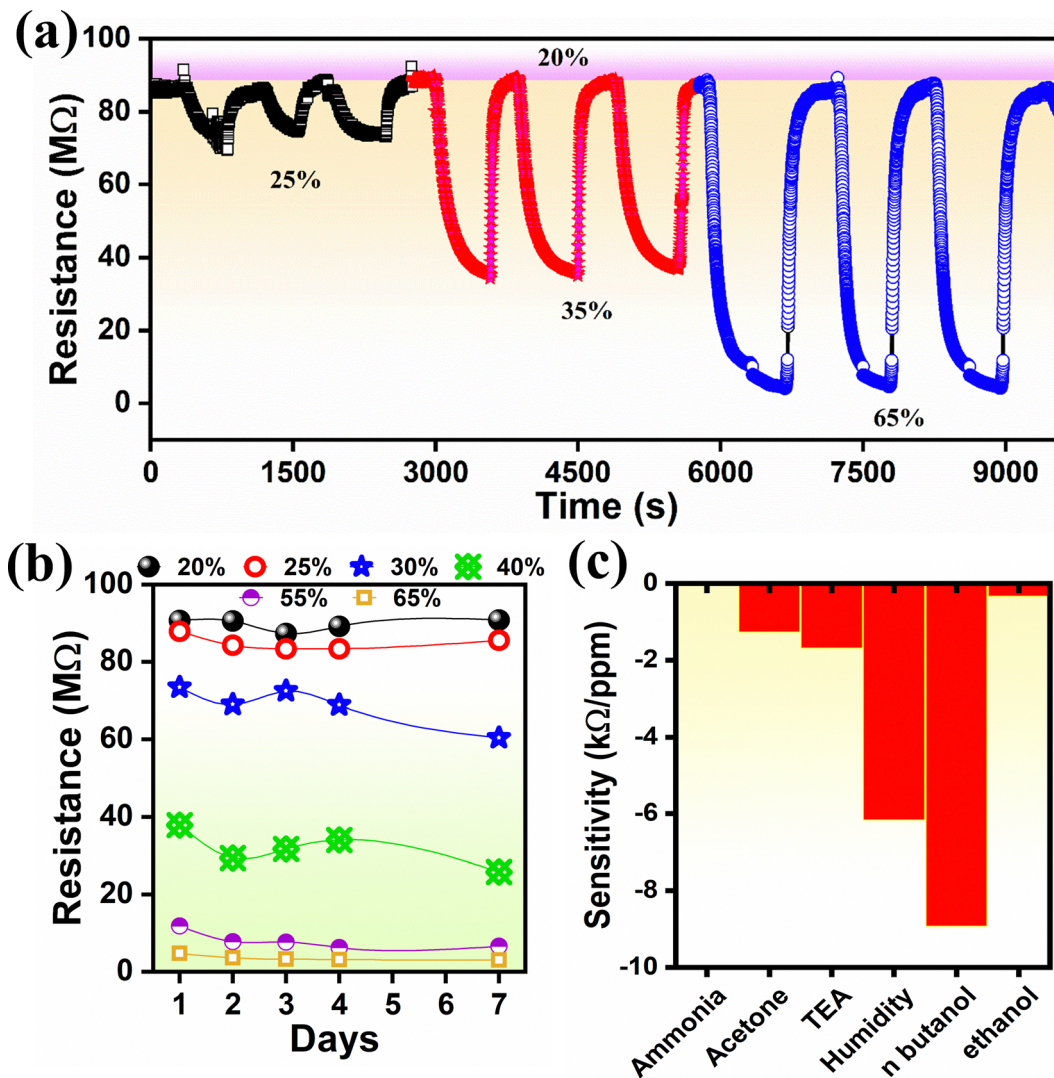 (a)
100
80
60
40
20
0
Resistance (MΩ)
20%
25%
35%
65%
0 1500 3000 4500 6000 7500 9000
Time (s)
(b)
20% 25% 30% 40%
55% 65%
100
80
60
40
20
0
Resistance (MΩ)
1 2 3 4 5 6 7
Days
(c)
0
-2
-4
-6
-8
-10
Sensitivity (kΩ/ppm)
Ammonia
Acetone
TEA
Humidity
n butanol
ethanol